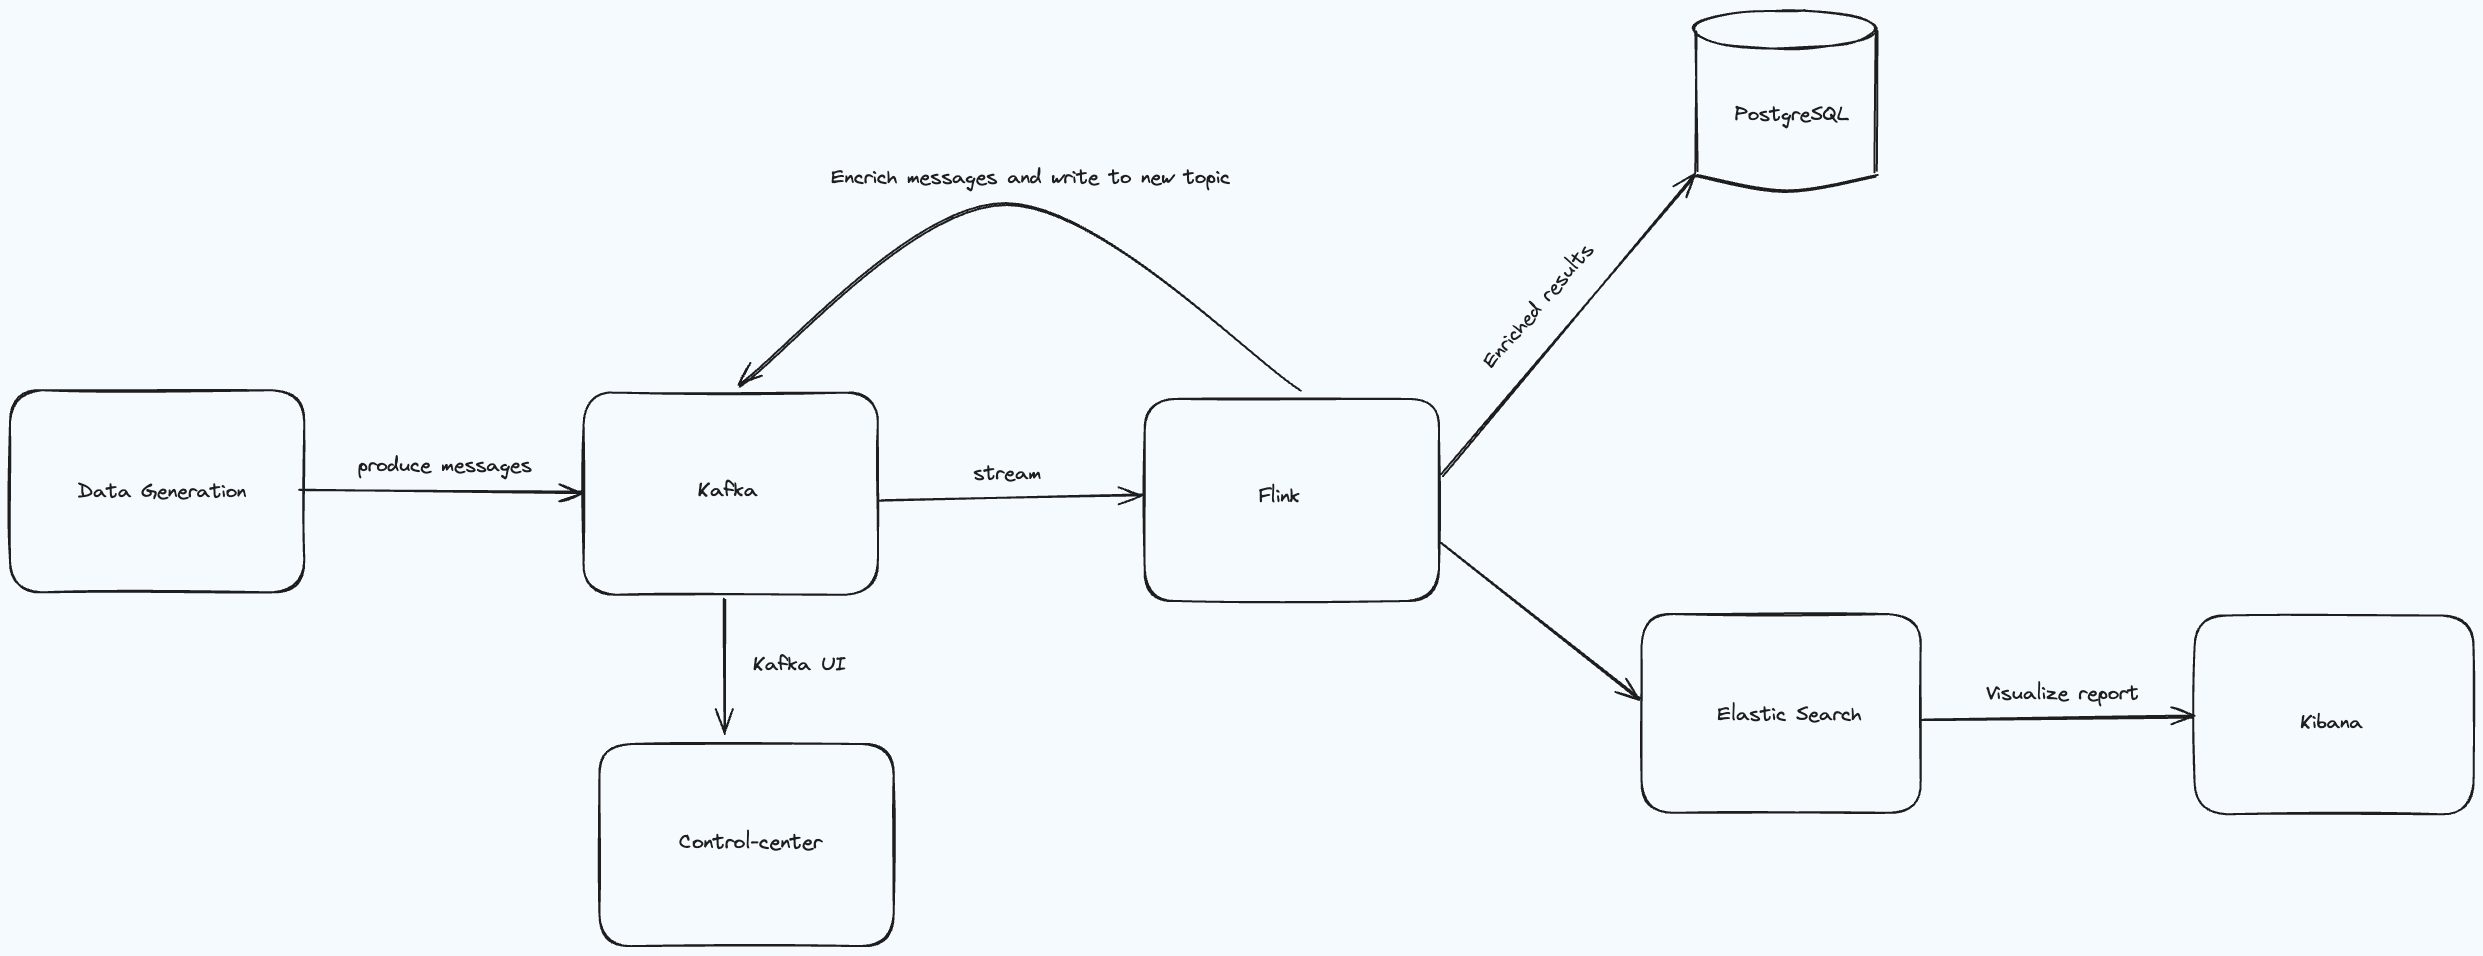 PostgreSQL
Encrich messages and write to new topic
Enriched results
Data Generation
produce messages
Kafka
stream
Flink
Kafka UI
Elastic Search
Visualize report
Kibana
Control-center